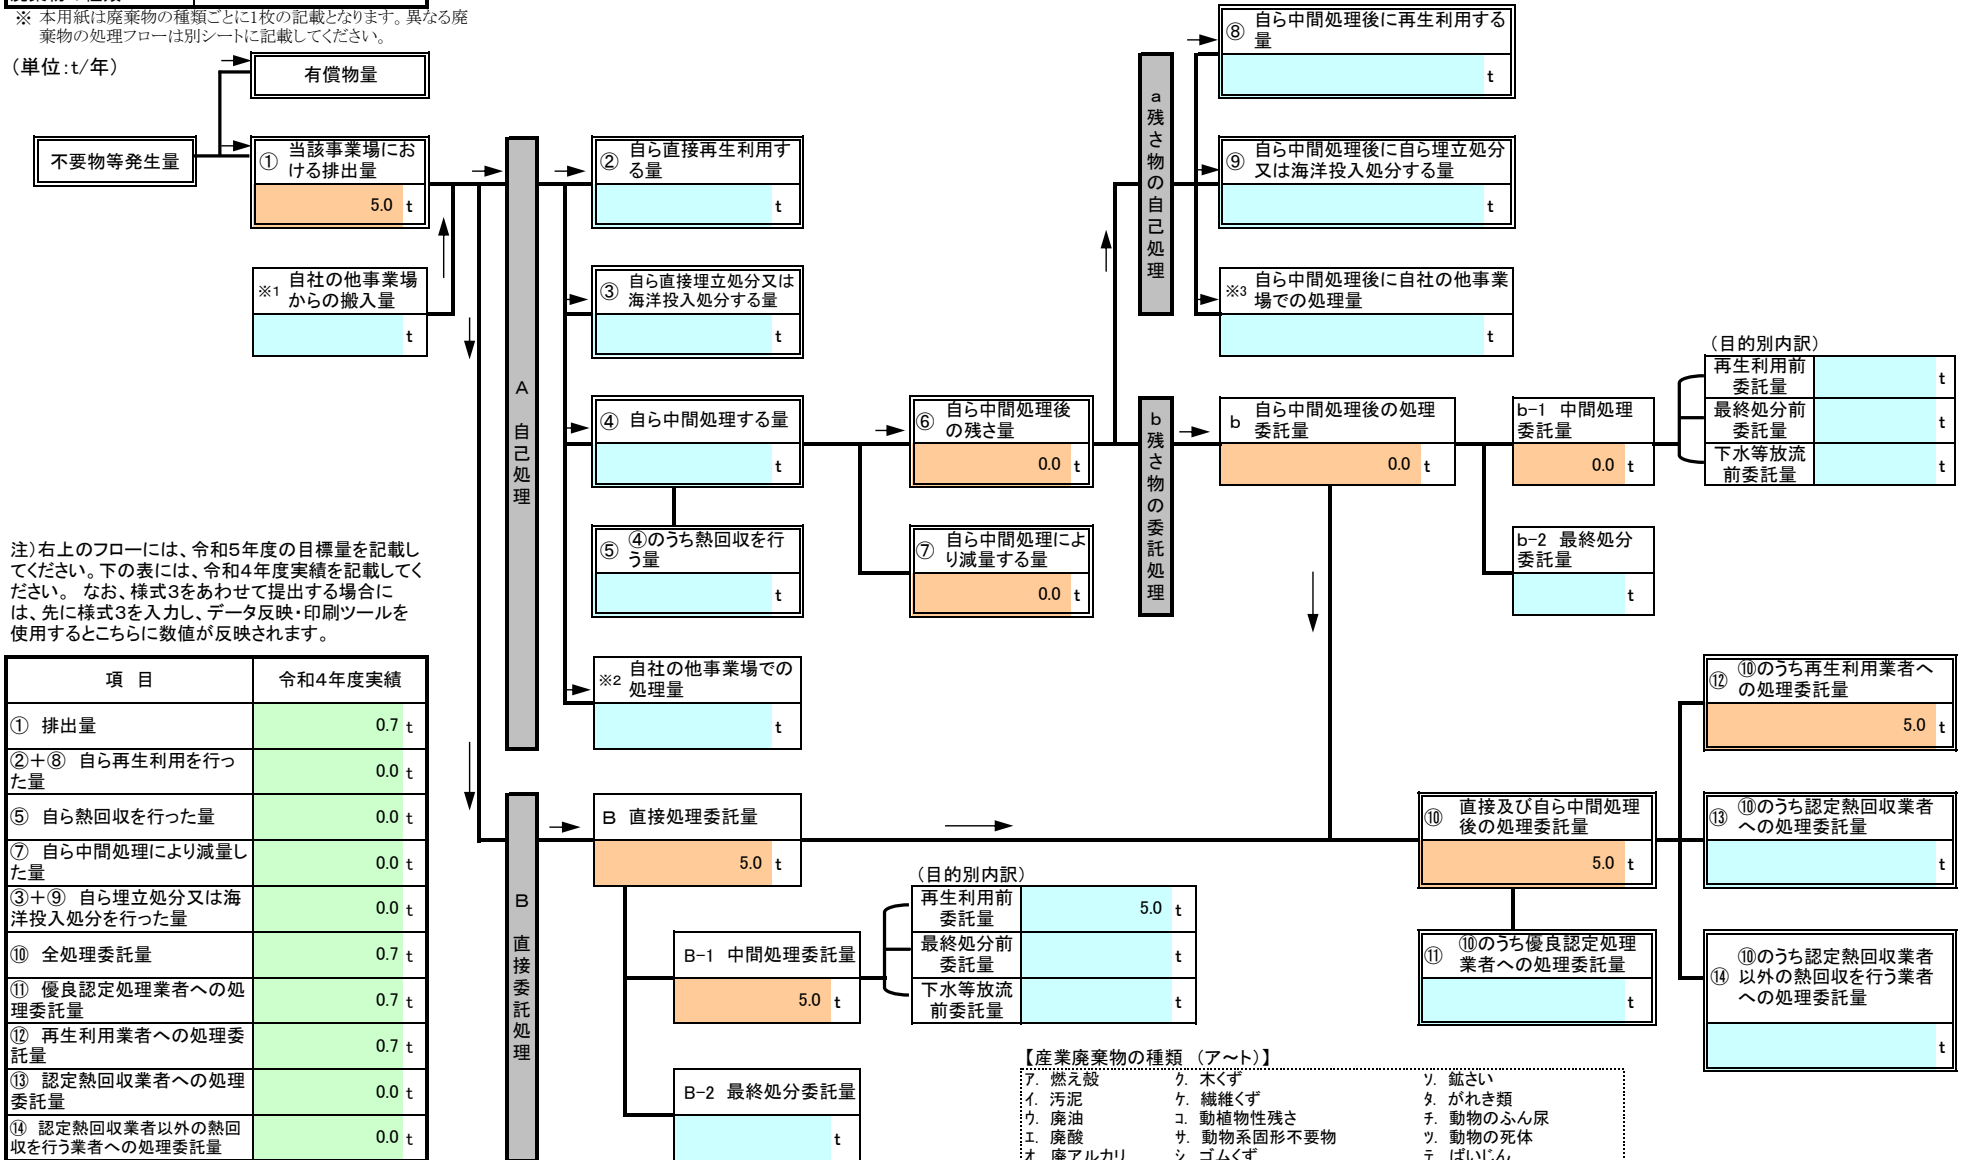 ※ 本用紙は廃棄物の種類ごとに1枚の記載となります。異なる廃
棄物の処理フローは別シートに記載してください。
(単位:t/年)
有償物量
不要物等発生量
① 当該事業場にお
ける排出量
5.0 t
※1 自社の他事業場
からの搬入量
t
A 自己処理
② 自ら直接再生利用す
る量
t
③ 自ら直接埋立処分又は
海洋投入処分する量
t
④ 自ら中間処理する量
t
⑤ ④のうち熱回収を行
う量
t
※2 自社の他事業場での
処理量
t
⑥ 自ら中間処理後
の残さ量
0.0 t
⑦ 自ら中間処理によ
り減量する量
0.0 t
a 残さ物の自己処理
⑧ 自ら中間処理後に再生利用する
量
t
⑨ 自ら中間処理後に自ら埋立処分
又は海洋投入処分する量
t
※3 自ら中間処理後に自社の他事業
場での処理量
t
b 残さ物の委託処理
b 自ら中間処理後の処理
委託量
0.0 t
b-1 中間処理
委託量
0.0 t
(目的別内訳)
再生利用前
委託量
t
最終処分前
委託量
t
下水等放流
前委託量
t
b-2 最終処分
委託量
t
注)右上のフローには、令和5年度の目標量を記載し
てください。下の表には、令和4年度実績を記載してく
ださい。 なお、様式3をあわせて提出する場合に
は、先に様式3を入力し、データ反映・印刷ツールを
使用するとこちらに数値が反映されます。
項 目 令和4年度実績
① 排出量 0.7 t
②+⑧ 自ら再生利用を行っ
た量 0.0 t
⑤ 自ら熱回収を行った量 0.0 t
⑦ 自ら中間処理により減量し
た量 0.0 t
③+⑨ 自ら埋立処分又は海
洋投入処分を行った量 0.0 t
⑩ 全処理委託量 0.7 t
⑪ 優良認定処理業者への処
理委託量 0.7 t
⑫ 再生利用業者への処理委
託量 0.7 t
⑬ 認定熱回収業者への処理
委託量 0.0 t
⑭ 認定熱回収業者以外の熱回
収を行う業者への処理委託量 0.0 t
B 直接委託処理
B 直接処理委託量
5.0 t
B-1 中間処理委託量
5.0 t
(目的別内訳)
再生利用前
委託量
5.0 t
最終処分前
委託量
t
下水等放流
前委託量
t
B-2 最終処分委託量
t
⑩ 直接及び自ら中間処理
後の処理委託量
5.0 t
⑪ ⑩のうち優良認定処理
業者への処理委託量
t
⑫ ⑩のうち再生利用業者へ
の処理委託量
5.0 t
⑬ ⑩のうち認定熱回収業者
への処理委託量
t
⑭ ⑩のうち認定熱回収業者
以外の熱回収を行う業者
への処理委託量
t
【産業廃棄物の種類 (ア~ト)】
ア. 燃え殻 ク. 木くず ソ. 鉱さい
イ. 汚泥 ケ. 繊維くず タ. がれき類
ウ. 廃油 コ. 動植物性残さ チ. 動物のふん尿
エ. 廃酸 サ. 動物系固形不要物 ツ. 動物の死体
オ. 廃アルカリ シ. ゴムくず テ. ばいじん